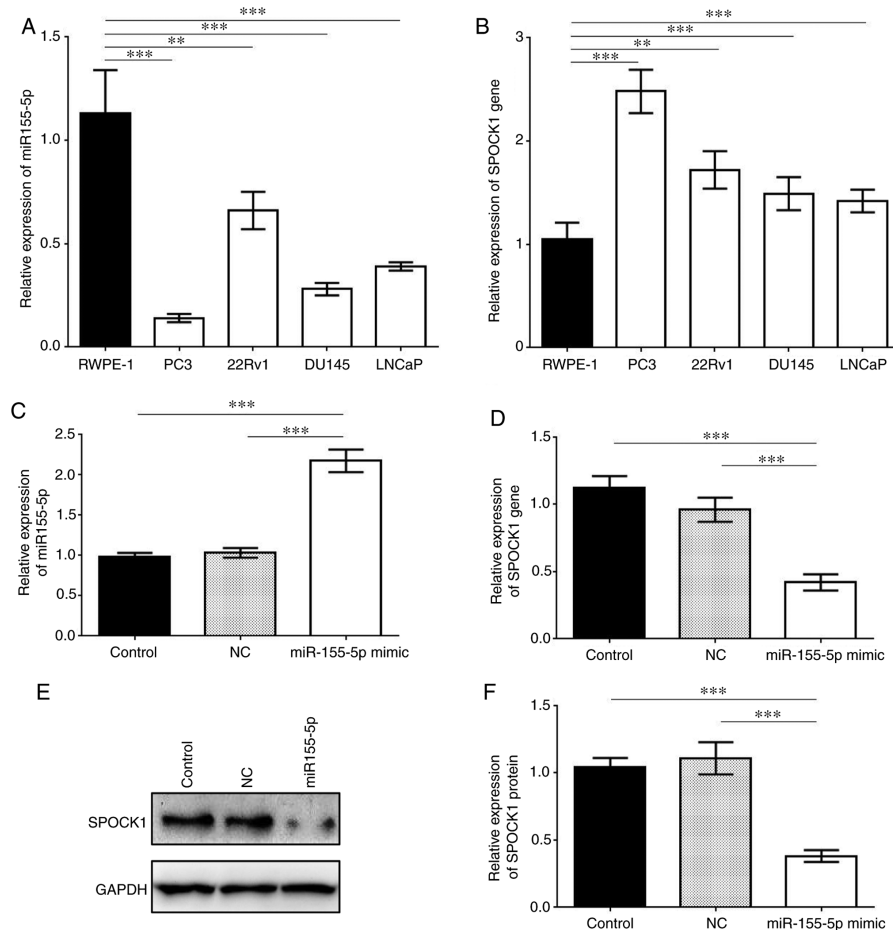 A
***
***
**
***
Relative expression of miR155-5p
1.5
1.0
0.5
0.0
RWPE-1 PC3 22Rv1 DU145 LNCaP
B
***
***
**
***
Relative expression of SPOCK1 gene
3
2
1
0
RWPE-1 PC3 22Rv1 DU145 LNCaP
C
***
***
Relative expression
of miR155-5p
2.5
2.0
1.5
1.0
0.5
0.0
Control NC miR-155-5p mimic
D
***
***
Relative expression
of SPOCK1 gene
1.5
1.0
0.5
0.0
Control NC miR-155-5p mimic
E
Control NC miR155-5p
SPOCK1
GAPDH
F
***
***
Relative expression
of SPOCK1 protein
1.5
1.0
0.5
0.0
Control NC miR-155-5p mimic